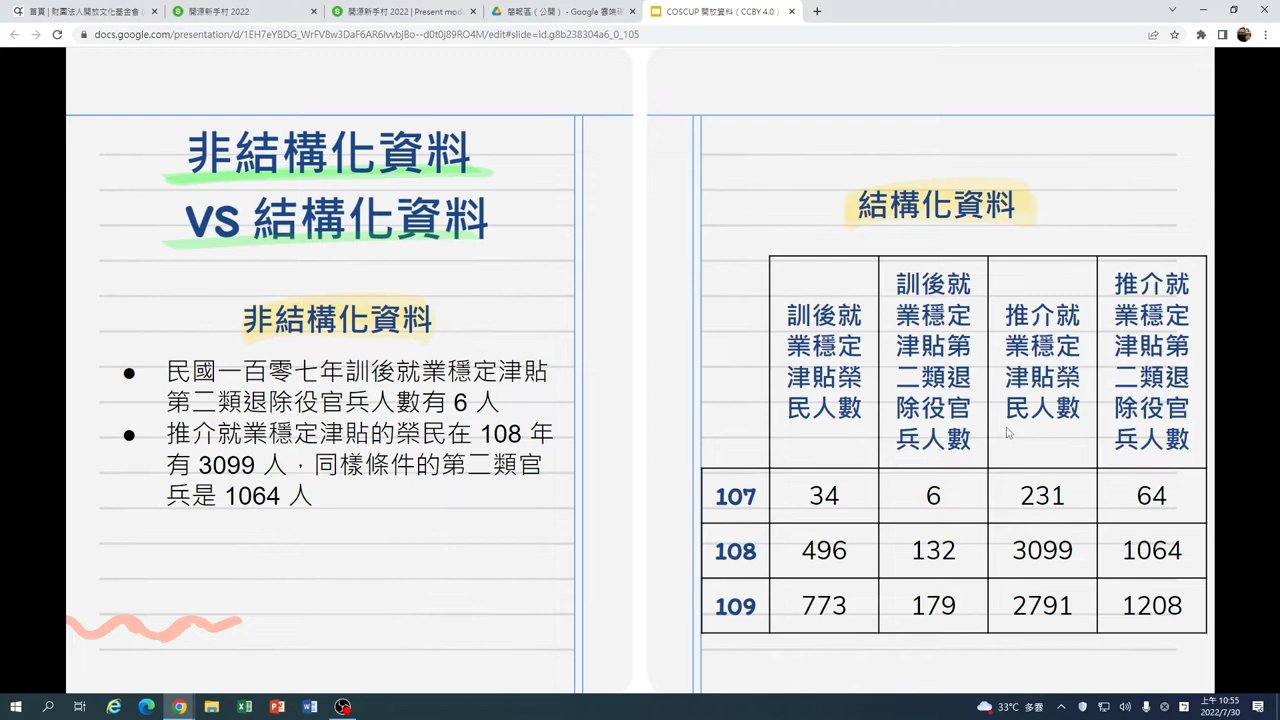 首頁 | 財團法人開放文化基金會 (
開源新手村 2022
開源新手村 2022 | Present mod
簡報區（公開） - Google 雲端硬
COSCUP 開放資料（CCBY 4.0）
非結構化資料
VS 結構化資料
非結構化資料
● 民國一百零七年訓後就業穩定津貼
第二類退除役官兵人數有 6 人
● 推介就業穩定津貼的榮民在 108 年
有 3099 人，同樣條件的第二類官
兵是 1064 人
結構化資料
訓後就
業穩定
津貼榮
民人數
訓後就
業穩定
津貼第
二類退
除役官
兵人數
推介就
業穩定
津貼榮
民人數
推介就
業穩定
津貼第
二類退
除役官
兵人數
107 34 6 231 64
108 496 132 3099 1064
109 773 179 2791 1208
33°C 多雲
上午 10:55
2022/7/30